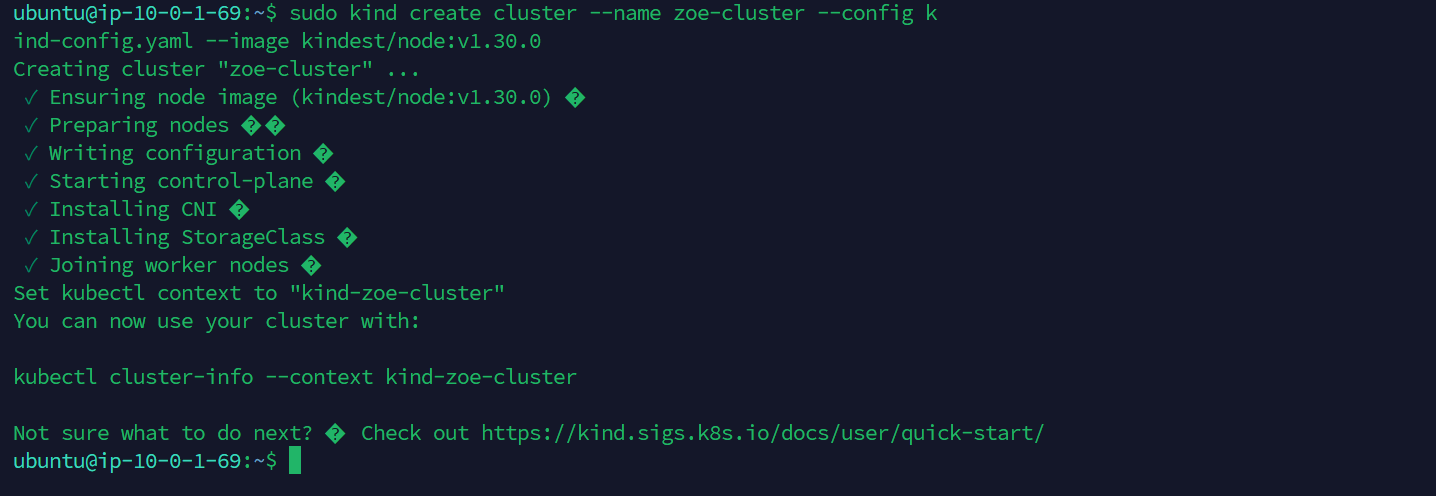 ubuntu@ip-10-0-1-69:~$ sudo kind create cluster --name zoe-cluster --config k
ind-config.yaml --image kindest/node:v1.30.0
Creating cluster "zoe-cluster" ...
✓ Ensuring node image (kindest/node:v1.30.0) �
✓ Preparing nodes ��
✓ Writing configuration �
✓ Starting control-plane �
✓ Installing CNI �
✓ Installing StorageClass �
✓ Joining worker nodes �
Set kubectl context to "kind-zoe-cluster"
You can now use your cluster with:
kubectl cluster-info --context kind-zoe-cluster
Not sure what to do next? � Check out https://kind.sigs.k8s.io/docs/user/quick-start/
ubuntu@ip-10-0-1-69:~$